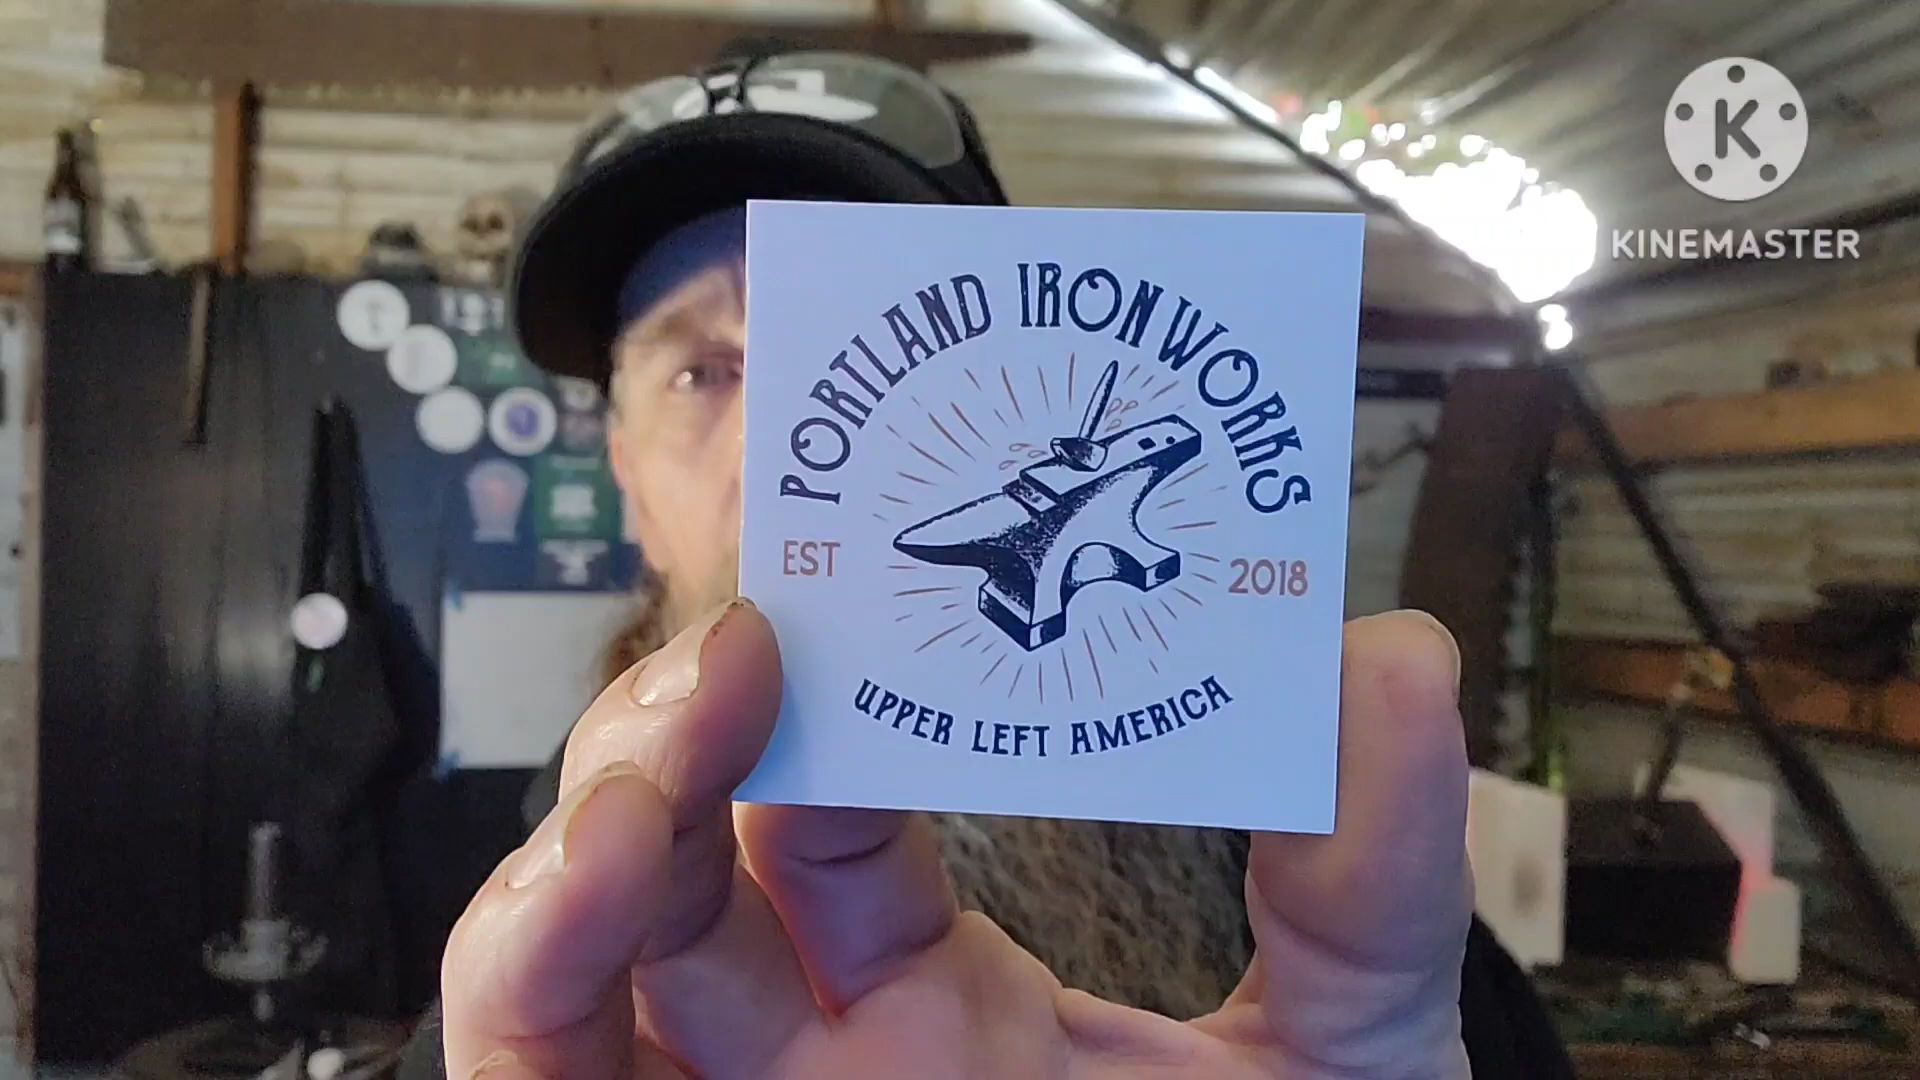 PORTLAND IRONWORKS
EST
2018
UPPER LEFT AMERICA
K
KINEMASTER